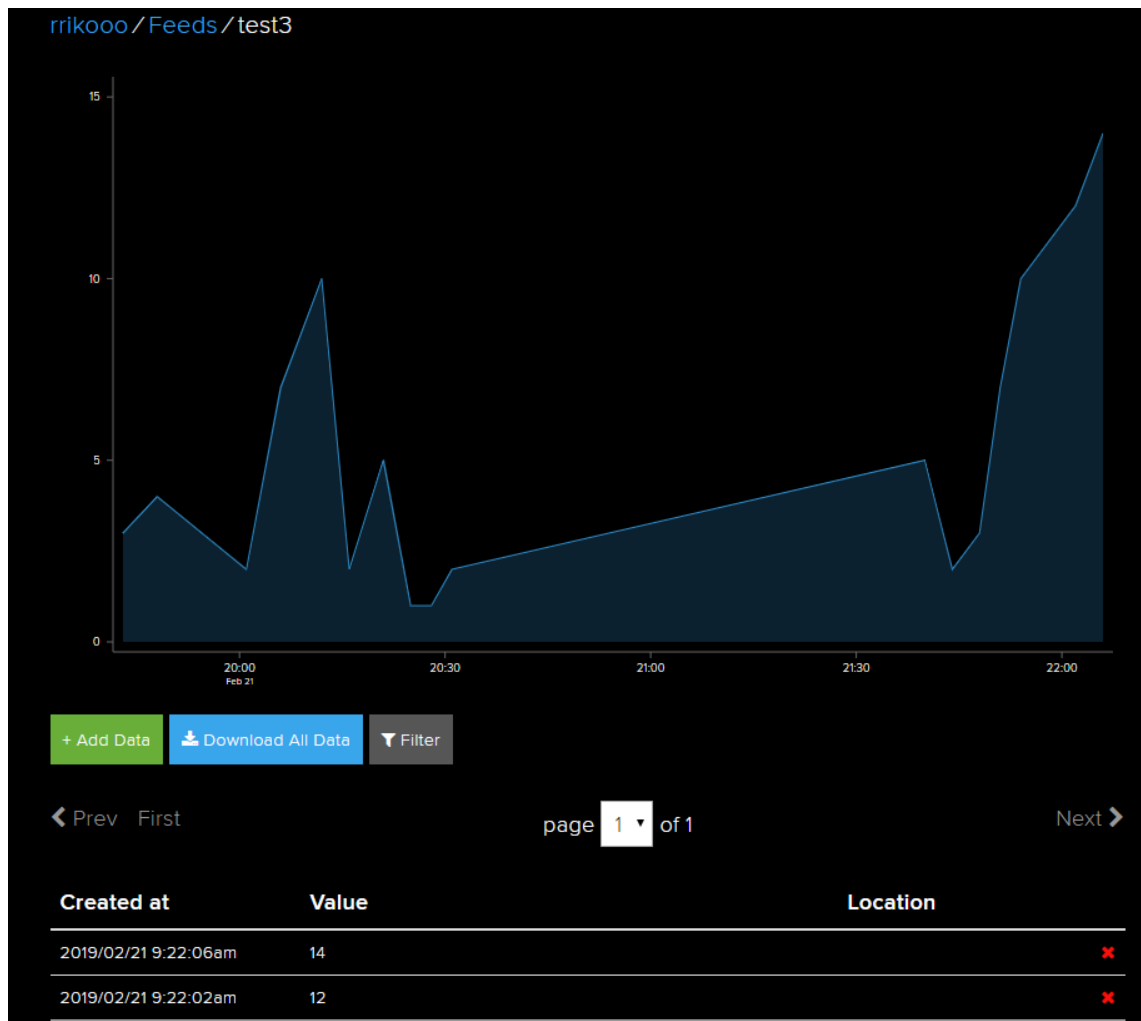 rrikooo / Feeds / test3
15
10
5
0
20:00 20:30 21:00 21:30 22:00
Feb 21
+ Add Data Download All Data Filter
Prev First page 1 of 1 Next
Created at Value Location
2019/02/21 9:22:06am 14
2019/02/21 9:22:02am 12